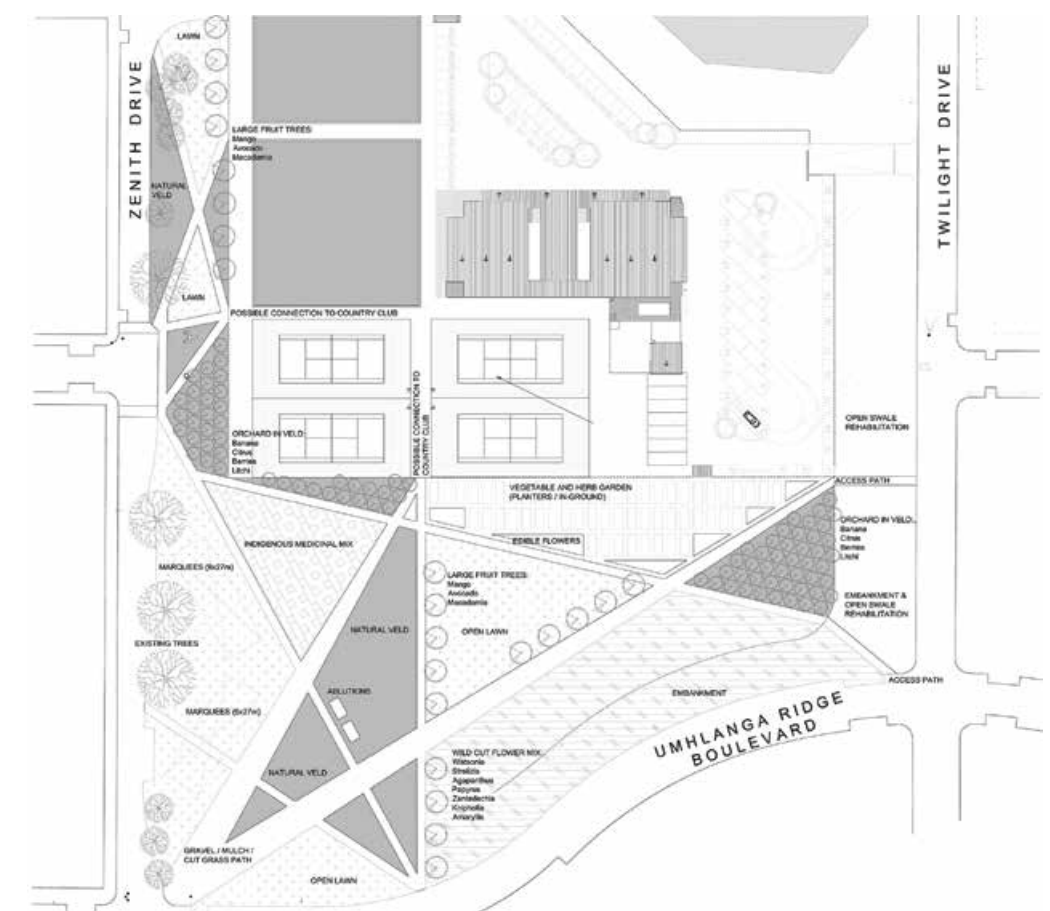 LAWN
ZENITH DRIVE
TWILIGHT DRIVE
LARGE FRUIT TREES:
Mango
Avocado
Macadamia
NATURAL
VELD
LAWN
POSSIBLE CONNECTION TO COUNTRY CLUB
POSSIBLE CONNECTION TO
COUNTRY CLUB
OPEN SWALE
REHABILITATION
ORCHARD IN VELD:
Banana
Citrus
Berries
Litchi
ACCESS PATH
VEGETABLE AND HERB GARDEN
(PLANTERS / IN-GROUND)
ORCHARD IN VELD:
Banana
Citrus
Berries
Litchi
EDIBLE FLOWERS
INDIGENOUS MEDICINAL MIX
MARQUEES (9x27m)
LARGE FRUIT TREES:
Mango
Avocado
Macadamia
EMBANKMENT &
OPEN SWALE
REHABILITATION
NATURAL VELD
OPEN LAWN
EXISTING TREES
ACCESS PATH
ABLUTIONS
EMBANKMENT
MARQUEES (6x27m)
UMHLANGA RIDGE
BOULEVARD
WILD CUT FLOWER MIX:
Watsonia
Strelizia
Agapanthus
Papyrus
Zantedechia
Kniphofia
Amaryllis
NATURAL VELD
GRAVEL / MULCH /
CUT GRASS PATH
OPEN LAWN